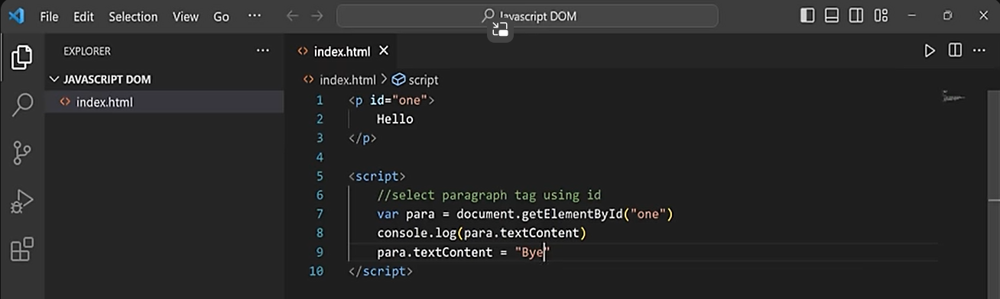 File Edit Selection View Go ... Javascript DOM
EXPLORER ... index.html
JAVASCRIPT DOM
index.html
index.html > script
1 <p id="one">
2 Hello
3 </p>
4
5 <script>
6 //select paragraph tag using id
7 var para = document.getElementById("one")
8 console.log(para.textContent)
9 para.textContent = "Bye"
10 </script>